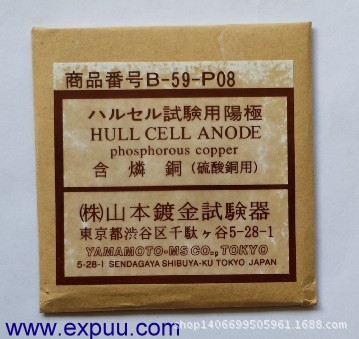 商品番号B-59-P08
ハルセル試験用陽極
HULL CELL ANODE
phosphorous copper
含燐銅(硫酸銅用)
(株)山本鍍金試験器
東京都渋谷区千駄ヶ谷5-28-1
YAMAMOTO-MS CO., TOKYO
5-28-1 SENDAGAYA SHIBUYA-KU TOKYO JAPAN
www.expuu.com
shop1406699505961.1688.com